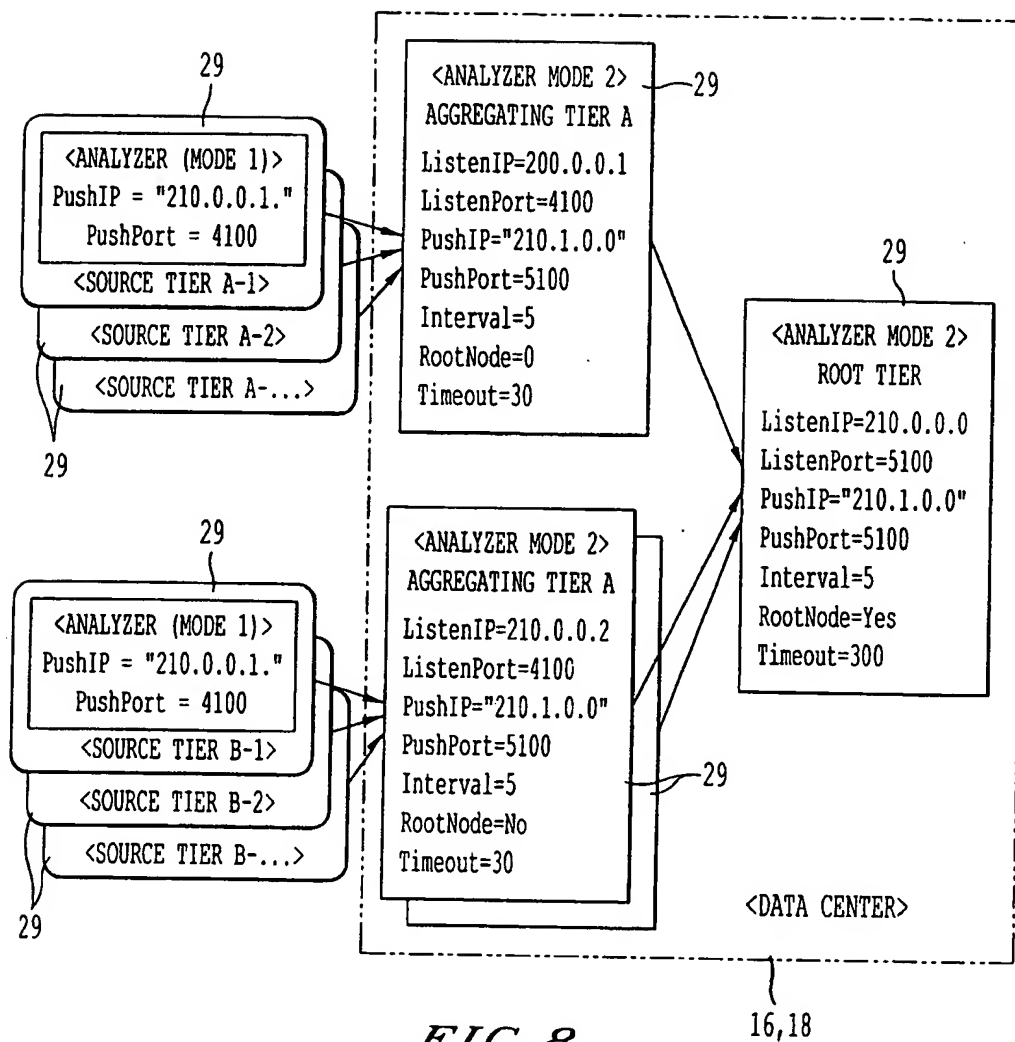 29
<ANALYZER (MODE 1)>
PushIP = "210.0.0.1."
PushPort = 4100
<SOURCE TIER A-1>
<SOURCE TIER A-2>
<SOURCE TIER A-...>
29
<ANALYZER MODE 2>
AGGREGATING TIER A
ListenIP=200.0.0.1
ListenPort=4100
PushIP="210.1.0.0"
PushPort=5100
Interval=5
RootNode=0
Timeout=30
29
29
<ANALYZER MODE 2>
ROOT TIER
ListenIP=210.0.0.0
ListenPort=5100
PushIP="210.1.0.0"
PushPort=5100
Interval=5
RootNode=Yes
Timeout=300
29
<ANALYZER (MODE 1)>
PushIP = "210.0.0.1."
PushPort = 4100
<SOURCE TIER B-1>
<SOURCE TIER B-2>
<SOURCE TIER B-...>
29
<ANALYZER MODE 2>
AGGREGATING TIER A
ListenIP=210.0.0.2
ListenPort=4100
PushIP="210.1.0.0"
PushPort=5100
Interval=5
RootNode=No
Timeout=30
29
<DATA CENTER>
16,18
FIG. 8